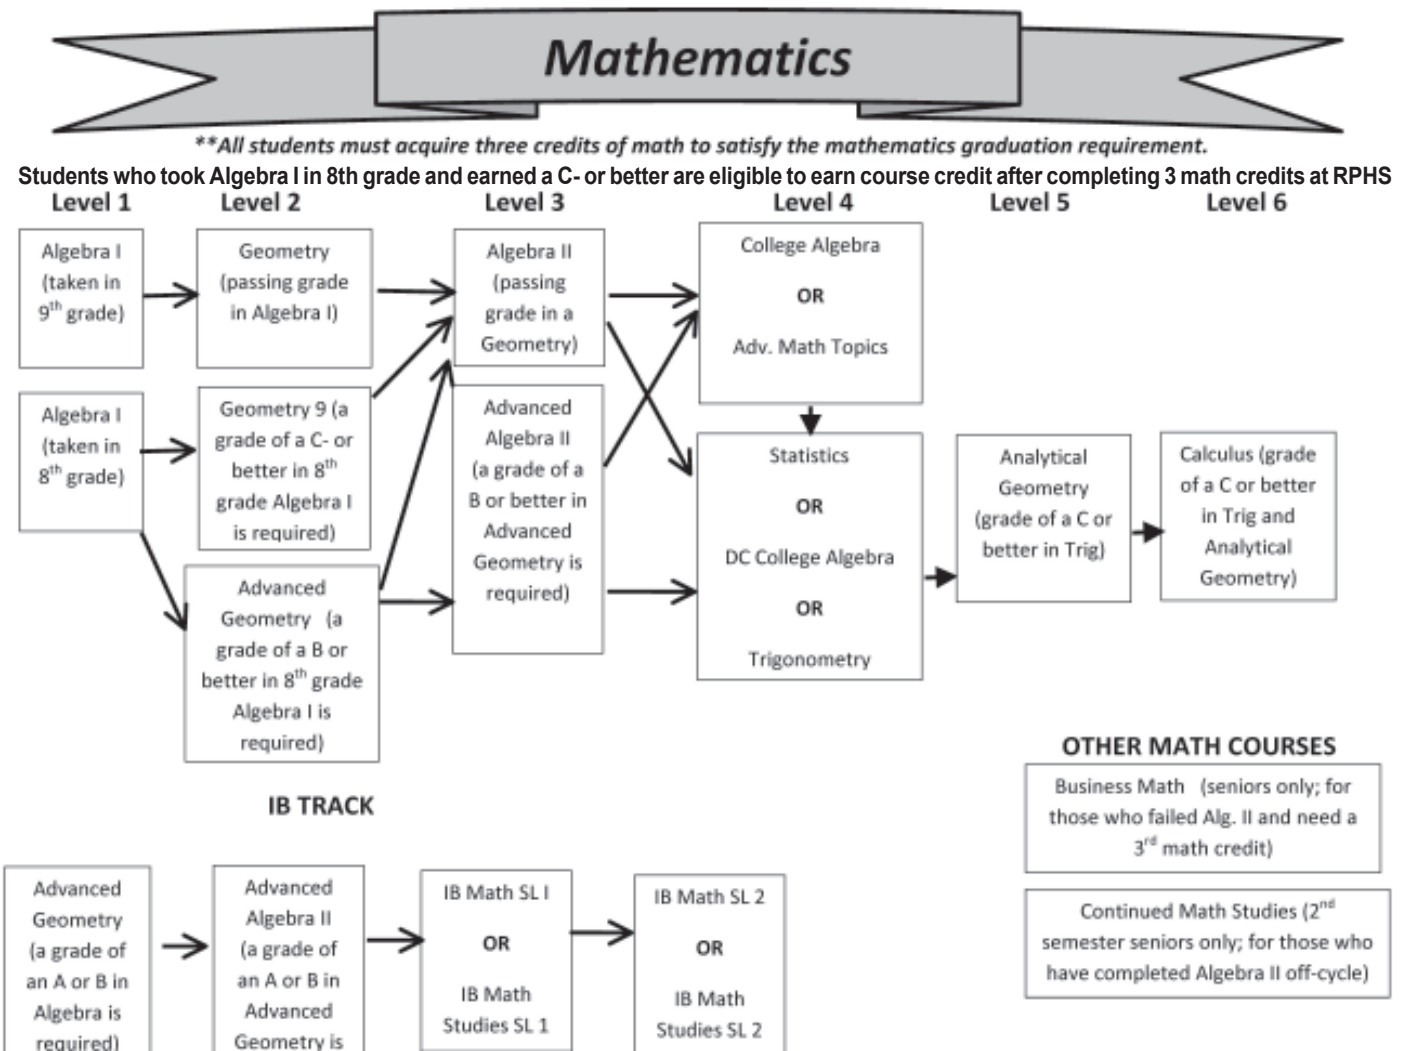 Mathematics
**All students must acquire three credits of math to satisfy the mathematics graduation requirement.
Students who took Algebra I in 8th grade and earned a C- or better are eligible to earn course credit after completing 3 math credits at RPHS
Level 1
Level 2
Level 3
Level 4
Level 5
Level 6
Algebra I
(taken in
9th grade)
Geometry
(passing grade
in Algebra I)
Algebra II
(passing
grade in a
Geometry)
College Algebra
OR
Adv. Math Topics
Algebra I
(taken in
8th grade)
Geometry 9 (a
grade of a C- or
better in 8th
grade Algebra I
is required)
Advanced
Algebra II
(a grade of a
B or better in
Advanced
Geometry is
required)
Statistics
OR
DC College Algebra
OR
Trigonometry
Analytical
Geometry
(grade of a C or
better in Trig)
Calculus (grade
of a C or better
in Trig and
Analytical
Geometry)
Advanced
Geometry (a
grade of a B or
better in 8th grade
Algebra I is
required)
OTHER MATH COURSES
Business Math (seniors only; for
those who failed Alg. II and need a
3rd math credit)
Continued Math Studies (2nd
semester seniors only; for those who
have completed Algebra II off-cycle)
IB TRACK
Advanced
Geometry
(a grade of
an A or B in
Algebra is
required)
Advanced
Algebra II
(a grade of
an A or B in
Advanced
Geometry is
IB Math SL I
OR
IB Math
Studies SL 1
IB Math SL 2
OR
IB Math
Studies SL 2